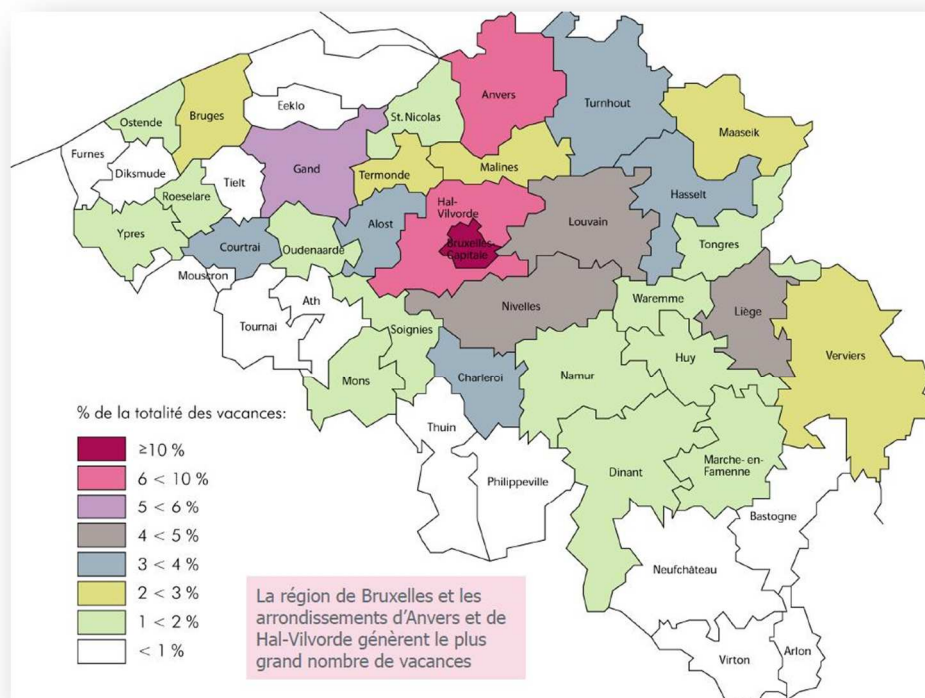 Anvers
Turnhout
Bruges
Eeklo
St.Nicolas
Ostende
Maaseik
Furnes
Diksmude
Tielt
Gand
Termonde
Malines
Roeselare
Hasselt
Hal-
Vilvorde
Alost
Louvain
Ypres
Courtrai
Oudenaarde
Bruxelles-
Capitale
Tongres
Mouscron
Ath
Nivelles
Waremme
Liège
Tournai
Soignies
Verviers
Huy
Mons
Charleroi
Namur
% de la totalité des vacances:
≥10 %
6 < 10 %
5 < 6 %
4 < 5 %
3 < 4 %
2 < 3 %
1 < 2 %
< 1 %
Thuin
Philippeville
Dinant
Marche- en-
Famenne
Bastogne
Neufchâteau
Virton
Arlon
La région de Bruxelles et les
arrondissements d'Anvers et de
Hal-Vilvorde génèrent le plus
grand nombre de vacances